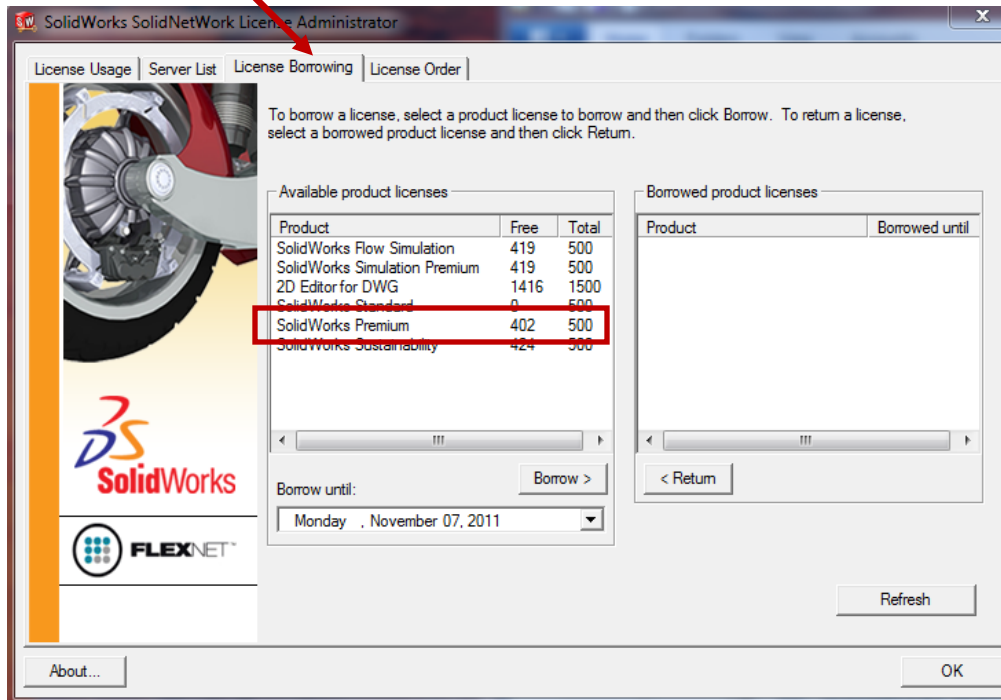 SolidWorks SolidNetWork License Administrator
License Usage Server List License Borrowing License Order
To borrow a license, select a product license to borrow and then click Borrow. To return a license,
select a borrowed product license and then click Return.
Available product licenses
Product Free Total
SolidWorks Flow Simulation 419 500
SolidWorks Simulation Premium 419 500
2D Editor for DWG 1416 1500
SolidWorks Standard 0 500
SolidWorks Premium 402 500
SolidWorks Sustainability 424 500
Borrow >
Borrow until:
Monday , November 07, 2011
Borrowed product licenses
Product Borrowed until
< Return
SolidWorks
FLEXNET™
Refresh
About...
OK